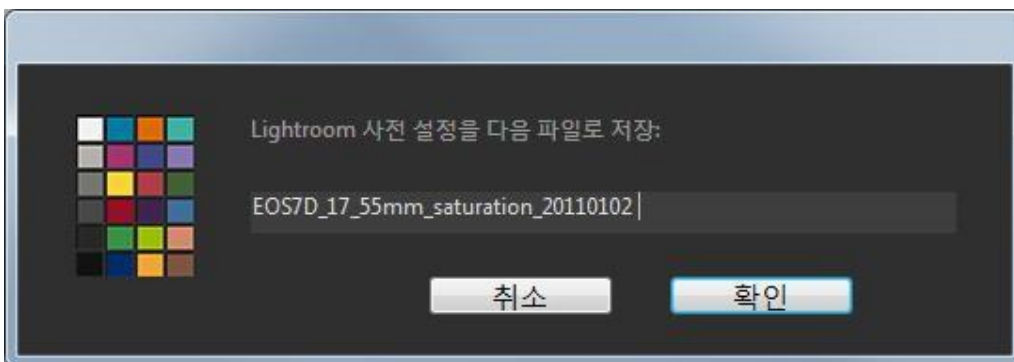 Lightroom 사전 설정을 다음 파일로 저장:
EOS7D_17_55mm_saturation_20110102
취소 확인